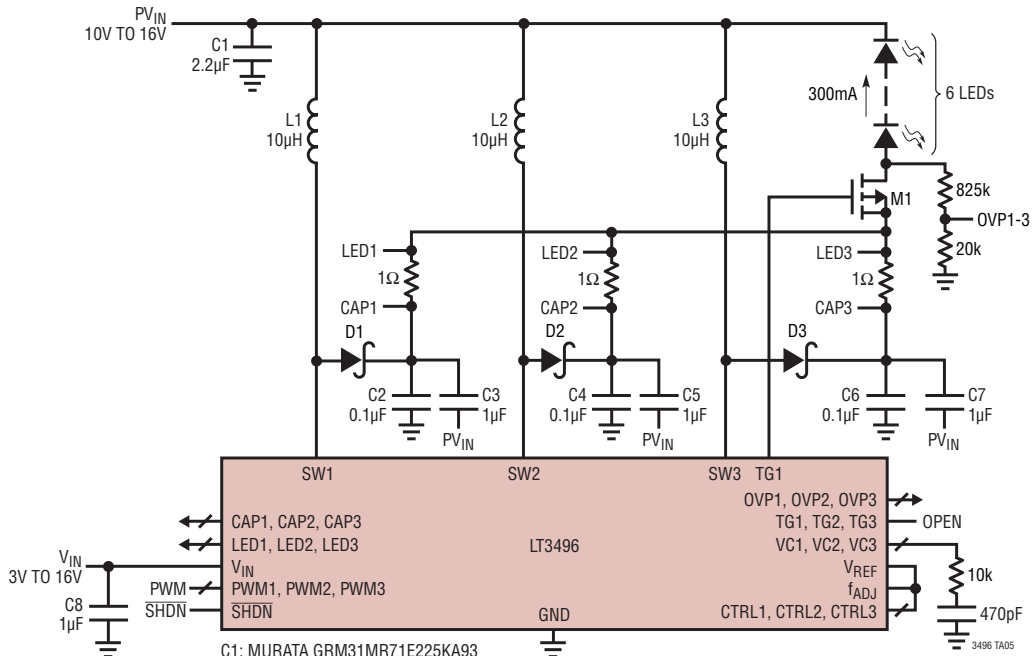 PVIN
10V TO 16V
C1
2.2µF
L1
10µH
L2
10µH
L3
10µH
300mA
6 LEDs
M1
825k
OVP1-3
20k
LED1
1Ω
CAP1
LED2
1Ω
CAP2
LED3
1Ω
CAP3
D1
D2
D3
C2
0.1µF
C3
1µF
PVIN
C4
0.1µF
C5
1µF
PVIN
C6
0.1µF
C7
1µF
PVIN
SW1
SW2
SW3
TG1
OVP1, OVP2, OVP3
CAP1, CAP2, CAP3
TG1, TG2, TG3
OPEN
LED1, LED2, LED3
LT3496
VC1, VC2, VC3
VIN
3V TO 16V
VIN
VREF
PWM
PWM1, PWM2, PWM3
fADJ
10k
C8
1µF
SHDN
SHDN
GND
CTRL1, CTRL2, CTRL3
470pF
3496 TA05
C1: MURATA GRM31MR71E225KA93